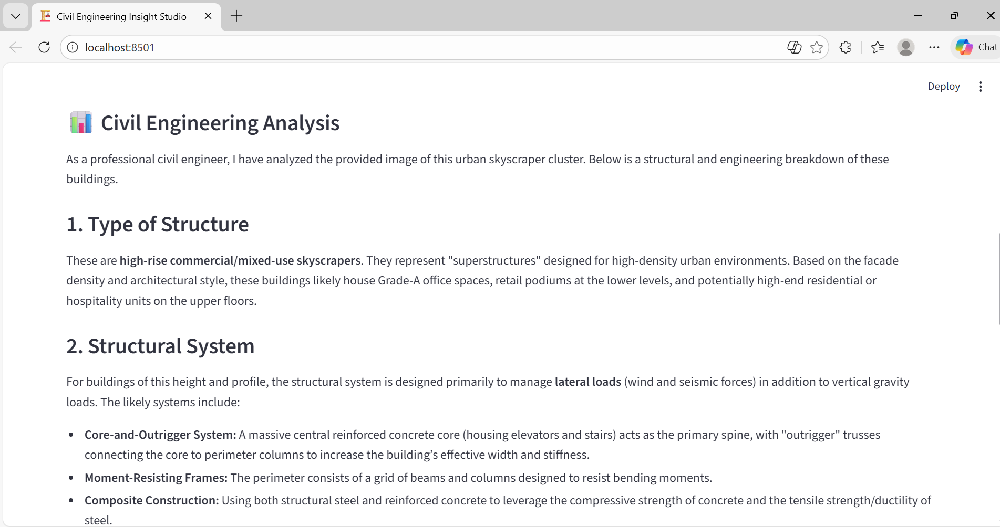 Civil Engineering Insight Studio
localhost:8501
Chat
Deploy
Civil Engineering Analysis
As a professional civil engineer, I have analyzed the provided image of this urban skyscraper cluster. Below is a structural and engineering breakdown of these
buildings.
1. Type of Structure
These are high-rise commercial/mixed-use skyscrapers. They represent "superstructures" designed for high-density urban environments. Based on the facade
density and architectural style, these buildings likely house Grade-A office spaces, retail podiums at the lower levels, and potentially high-end residential or
hospitality units on the upper floors.
2. Structural System
For buildings of this height and profile, the structural system is designed primarily to manage lateral loads (wind and seismic forces) in addition to vertical gravity
loads. The likely systems include:
• Core-and-Outrigger System: A massive central reinforced concrete core (housing elevators and stairs) acts as the primary spine, with "outrigger" trusses
connecting the core to perimeter columns to increase the building’s effective width and stiffness.
• Moment-Resisting Frames: The perimeter consists of a grid of beams and columns designed to resist bending moments.
• Composite Construction: Using both structural steel and reinforced concrete to leverage the compressive strength of concrete and the tensile strength/ductility of
steel.